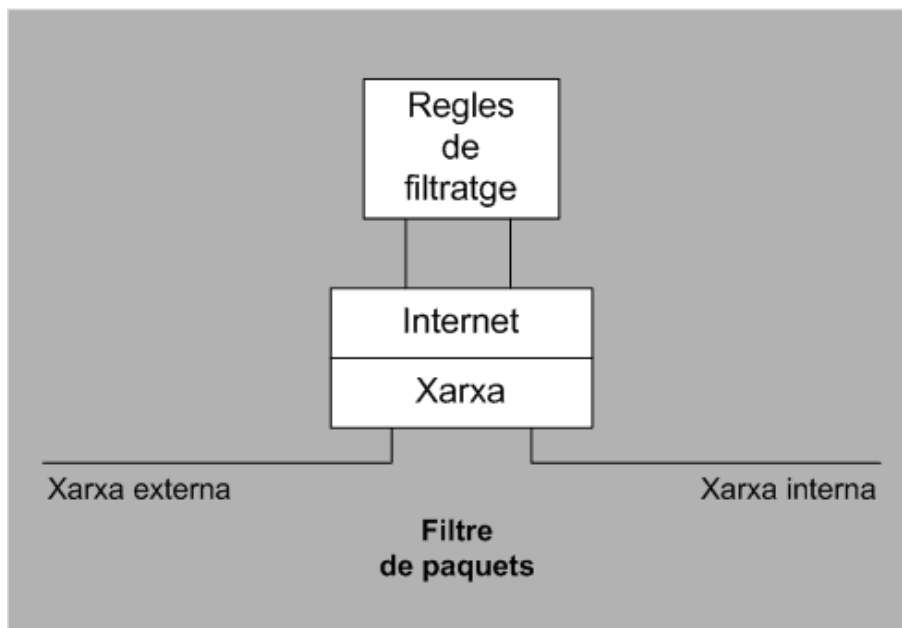 Regles
de
filtratge
Internet
Xarxa
Xarxa externa
Xarxa interna
Filtre
de paquets